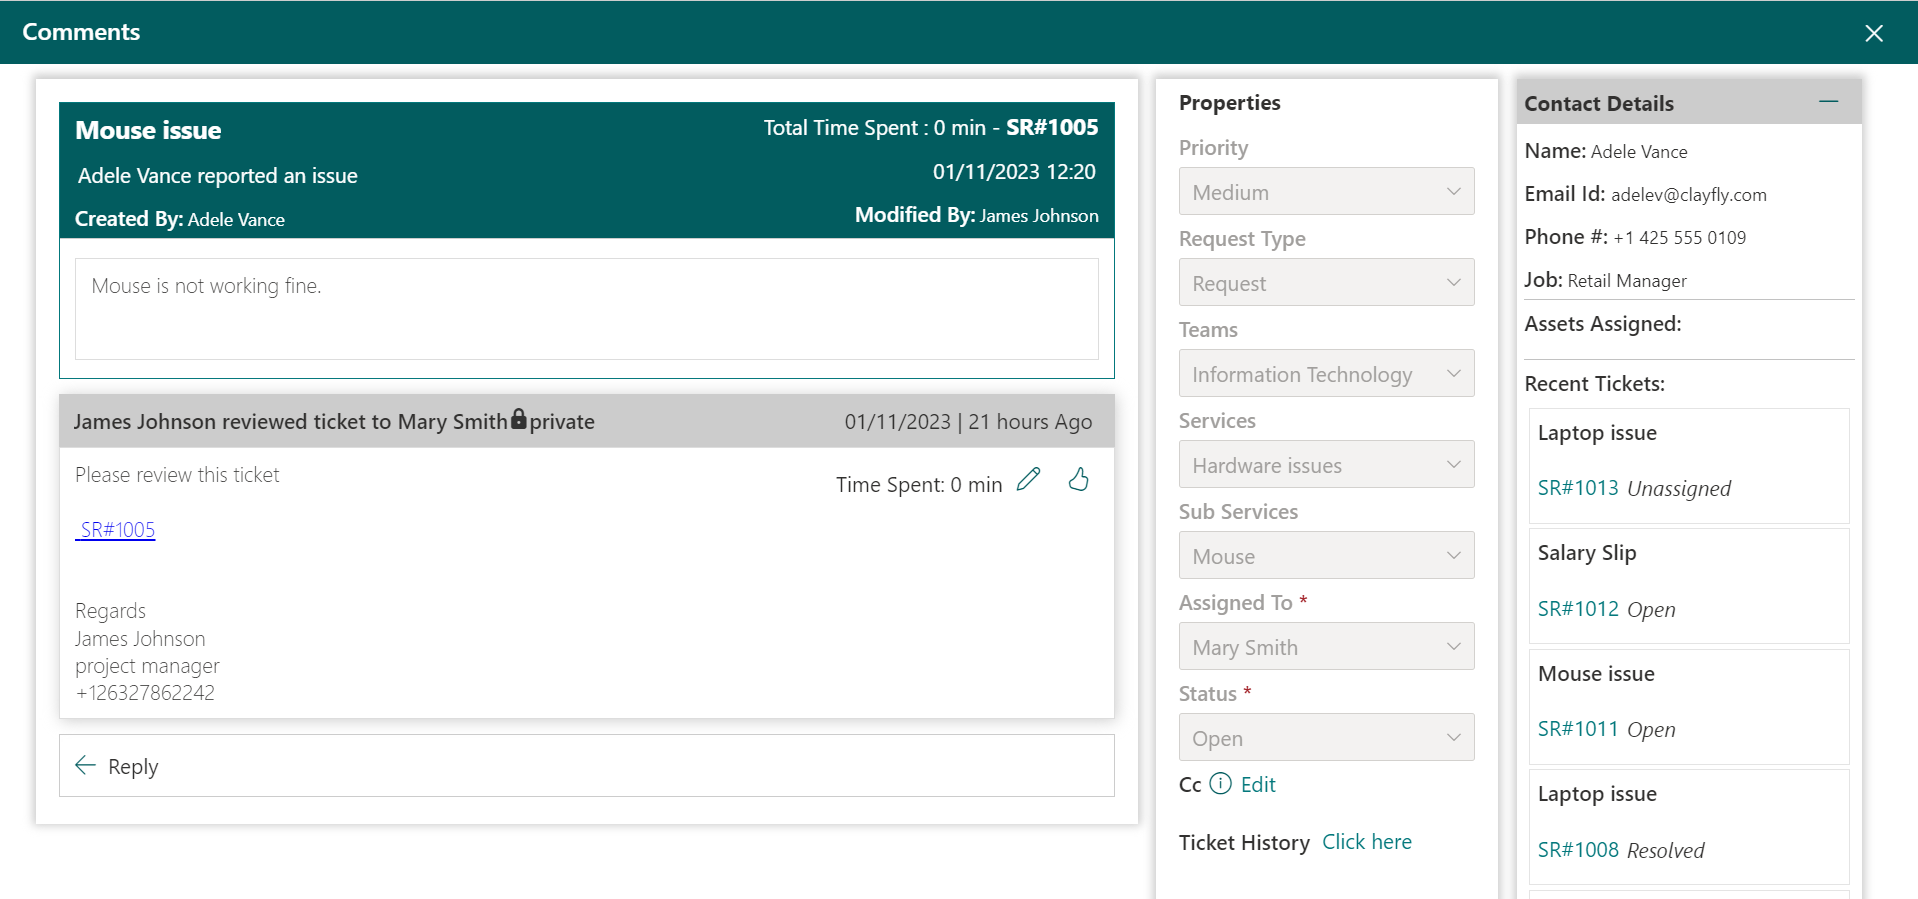 Comments
Mouse issue
Total Time Spent : 0 min - SR#1005
Adele Vance reported an issue
01/11/2023 12:20
Created By: Adele Vance
Modified By: James Johnson
Mouse is not working fine.
James Johnson reviewed ticket to Mary Smith private
01/11/2023 | 21 hours Ago
Please review this ticket
Time Spent: 0 min
SR#1005
Regards
James Johnson
project manager
+126327862242
Reply
Properties
Priority
Medium
Request Type
Request
Teams
Information Technology
Services
Hardware issues
Sub Services
Mouse
Assigned To *
Mary Smith
Status *
Open
Cc Edit
Ticket History Click here
Contact Details
Name: Adele Vance
Email Id: adelev@clayfly.com
Phone #: +1 425 555 0109
Job: Retail Manager
Assets Assigned:
Recent Tickets:
Laptop issue
SR#1013 Unassigned
Salary Slip
SR#1012 Open
Mouse issue
SR#1011 Open
Laptop issue
SR#1008 Resolved